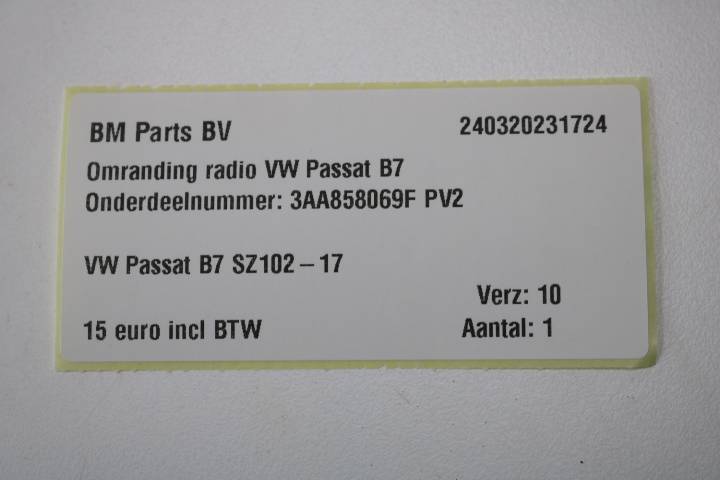 BM Parts BV 240320231724
Omranding radio VW Passat B7
Onderdeelnummer: 3AA858069F PV2
VW Passat B7 SZ102 – 17
Verz: 10
15 euro incl BTW Aantal: 1